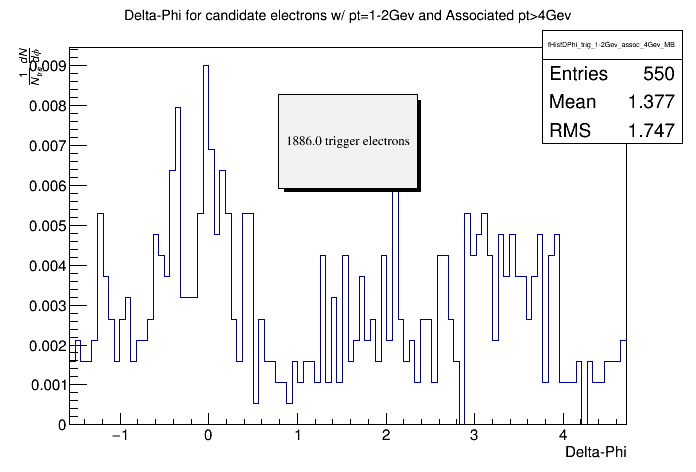 Delta-Phi for candidate electrons w/ pt=1-2Gev and Associated pt>4Gev
fHistDPhi_trig_1-2Gev_assoc_4Gev_MB
Entries 550
Mean 1.377
RMS 1.747
1886.0 trigger electrons
0.009
0.008
0.007
0.006
0.005
0.004
0.003
0.002
0.001
0
−1 0 1 2 3 4
Delta-Phi